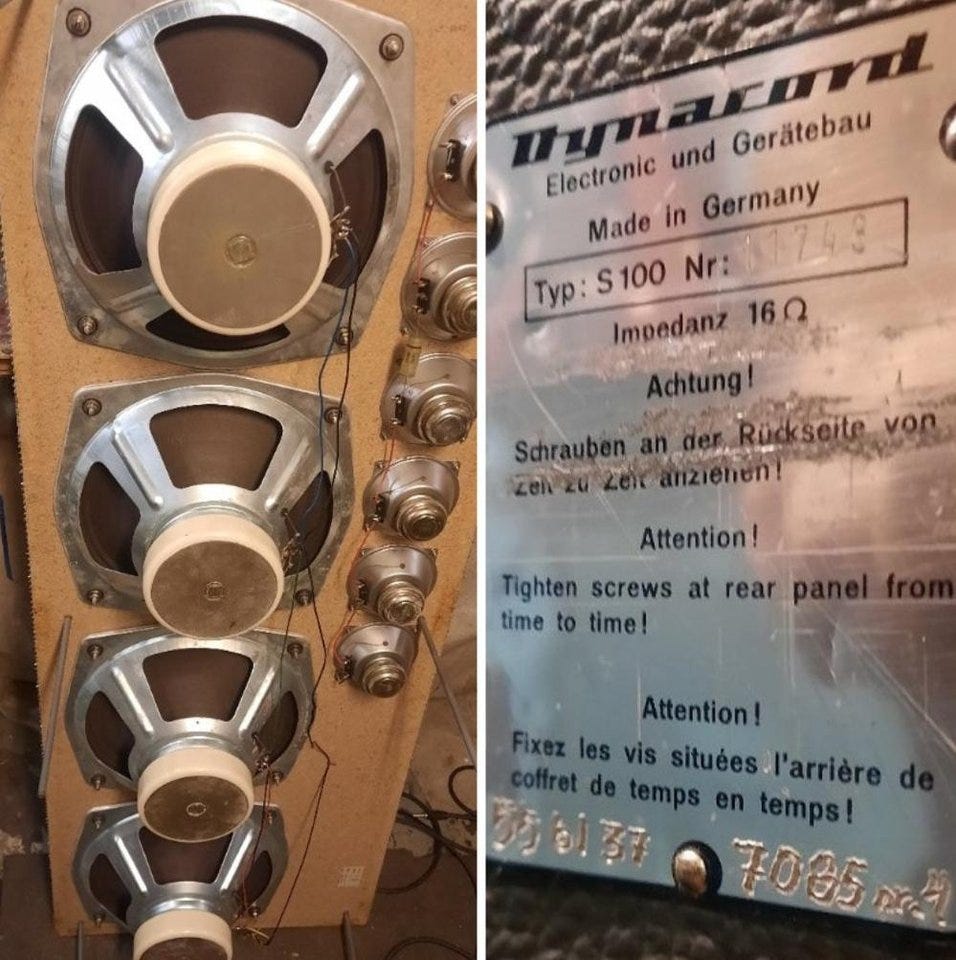 Dynacord
Electronic und Gerätebau
Made in Germany
Typ: S 100 Nr: 11743
Impedanz 16 Ω
Achtung!
Schrauben an der Rückseite von
Zeit zu Zeit anziehen!
Attention!
Tighten screws at rear panel from
time to time!
Attention!
Fixez les vis situées l'arrière de
coffret de temps en temps!
7085